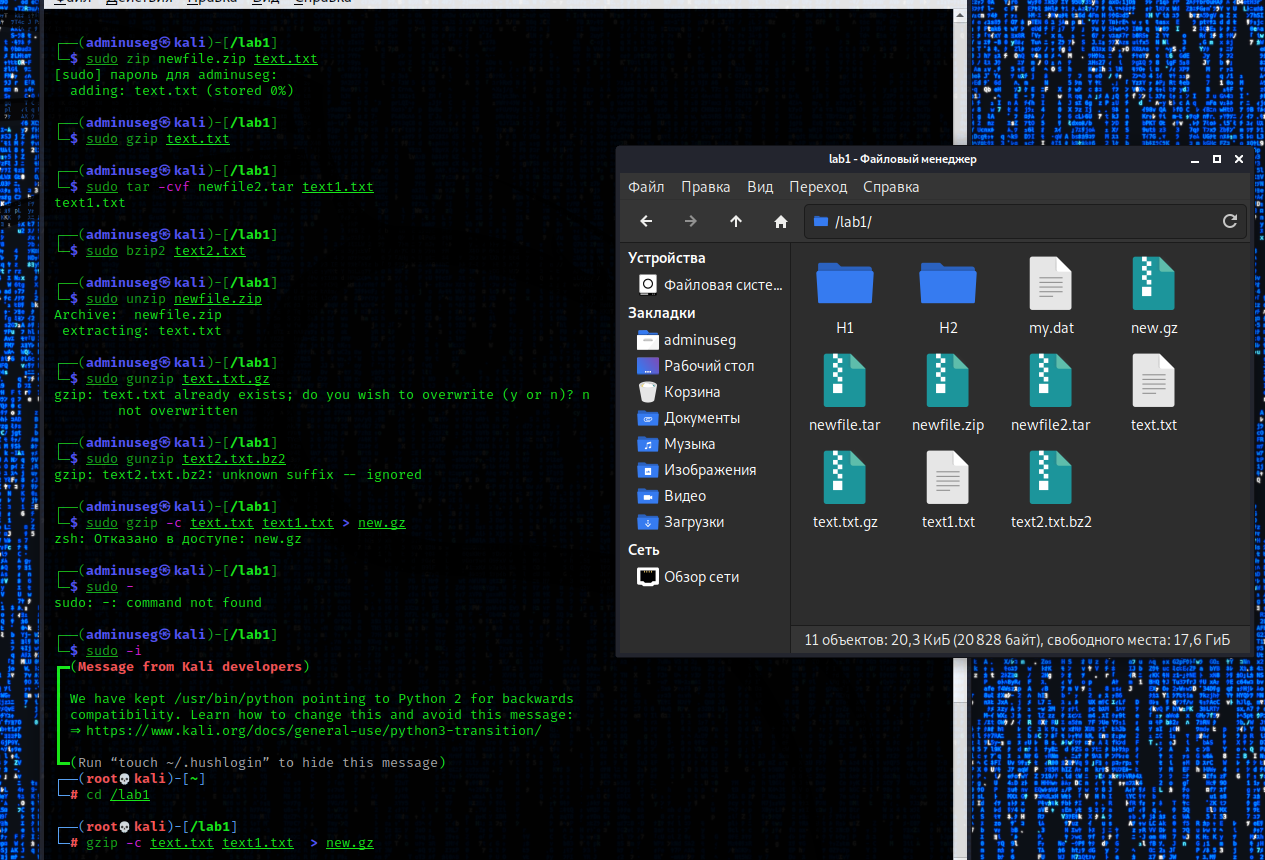 Файл Действия Правка Вид Справка
┌──(adminuseg㉿kali)-[/lab1]
└─$ sudo zip newfile.zip text.txt
[sudo] пароль для adminuseg:
  adding: text.txt (stored 0%)
┌──(adminuseg㉿kali)-[/lab1]
└─$ sudo gzip text.txt
┌──(adminuseg㉿kali)-[/lab1]
└─$ sudo tar -cvf newfile2.tar text1.txt
text1.txt
┌──(adminuseg㉿kali)-[/lab1]
└─$ sudo bzip2 text2.txt
┌──(adminuseg㉿kali)-[/lab1]
└─$ sudo unzip newfile.zip
Archive:  newfile.zip
 extracting: text.txt
┌──(adminuseg㉿kali)-[/lab1]
└─$ sudo gunzip text.txt.gz
gzip: text.txt already exists; do you wish to overwrite (y or n)? n
        not overwritten
┌──(adminuseg㉿kali)-[/lab1]
└─$ sudo gunzip text2.txt.bz2
gzip: text2.txt.bz2: unknown suffix -- ignored
┌──(adminuseg㉿kali)-[/lab1]
└─$ sudo gzip -c text.txt text1.txt > new.gz
zsh: Отказано в доступе: new.gz
┌──(adminuseg㉿kali)-[/lab1]
└─$ sudo -
sudo: -: command not found
┌──(adminuseg㉿kali)-[/lab1]
└─$ sudo -i
┏━(Message from Kali developers)
┃ We have kept /usr/bin/python pointing to Python 2 for backwards
┃ compatibility. Learn how to change this and avoid this message:
┃ ⇒ https://www.kali.org/docs/general-use/python3-transition/
┗━(Run “touch ~/.hushlogin” to hide this message)
┌──(root💀kali)-[~]
└─# cd /lab1
┌──(root💀kali)-[/lab1]
└─# gzip -c text.txt text1.txt  > new.gz
lab1 - Файловый менеджер
Файл Правка Вид Переход Справка
/lab1/
Устройства
Файловая систе...
Закладки
adminuseg
Рабочий стол
Корзина
Документы
Музыка
Изображения
Видео
Загрузки
Сеть
Обзор сети
H1 H2 my.dat new.gz
newfile.tar newfile.zip newfile2.tar text.txt
text.txt.gz text1.txt text2.txt.bz2
11 объектов: 20,3 КиБ (20 828 байт), свободного места: 17,6 ГиБ